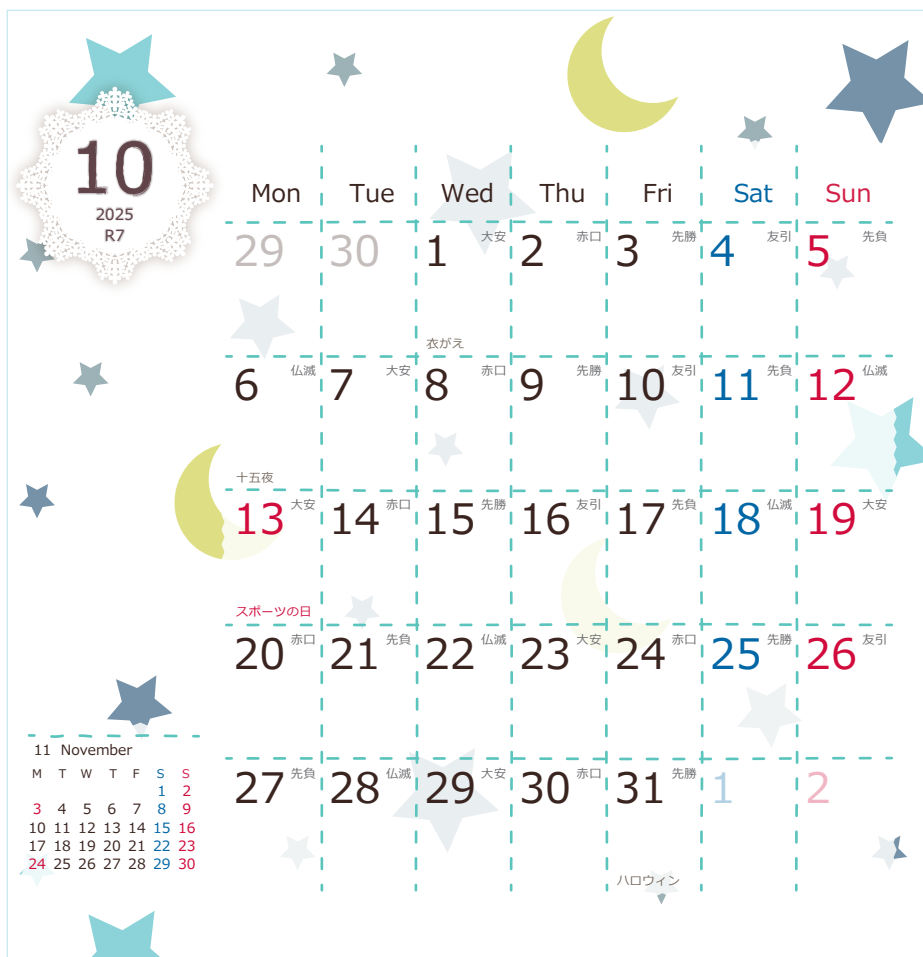 10
2025
R7
Mon Tue Wed Thu Fri Sat Sun
29 30 1 大安 2 赤口 3 先勝 4 友引 5 先負
衣がえ
6 仏滅 7 大安 8 赤口 9 先勝 10 友引 11 先負 12 仏滅
十五夜
13 大安 14 赤口 15 先勝 16 友引 17 先負 18 仏滅 19 大安
スポーツの日
20 赤口 21 先負 22 仏滅 23 大安 24 赤口 25 先勝 26 友引
27 先負 28 仏滅 29 大安 30 赤口 31 先勝 1 2
ハロウィン
11 November
M T W T F S S
1 2
3 4 5 6 7 8 9
10 11 12 13 14 15 16
17 18 19 20 21 22 23
24 25 26 27 28 29 30